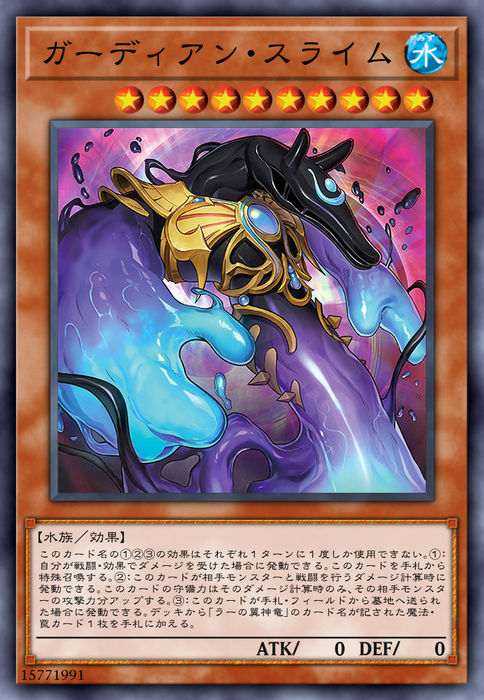 ガーディアン・スライム
みず
水
【水族／効果】
このカード名の①②③の効果はそれぞれ１ターンに１度しか使用できない。①：
自分が戦闘・効果でダメージを受けた場合に発動できる。このカードを手札から
特殊召喚する。②：このカードが相手モンスターと戦闘を行うダメージ計算時に
発動できる。このカードの守備力はそのダメージ計算時のみ、その相手モンスタ
ーの攻撃力分アップする。③：このカードが手札・フィールドから墓地へ送られ
た場合に発動できる。デッキから「ラーの翼神竜」のカード名が記された魔法・
罠カード１枚を手札に加える。
ATK/ 0 DEF/ 0
15771991